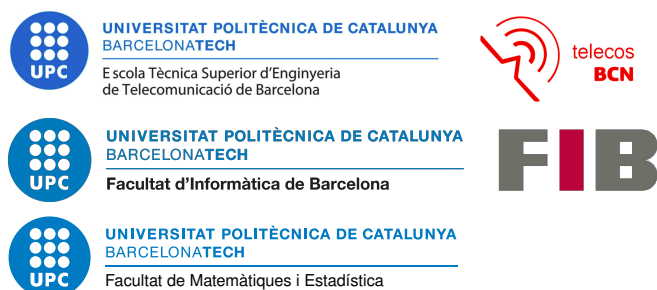 UPC
UNIVERSITAT POLITÈCNICA DE CATALUNYA
BARCELONATECH
Escola Tècnica Superior d'Enginyeria
de Telecomunicació de Barcelona
telecos
BCN
UPC
UNIVERSITAT POLITÈCNICA DE CATALUNYA
BARCELONATECH
Facultat d'Informàtica de Barcelona
FIB
UPC
UNIVERSITAT POLITÈCNICA DE CATALUNYA
BARCELONATECH
Facultat de Matemàtiques i Estadística